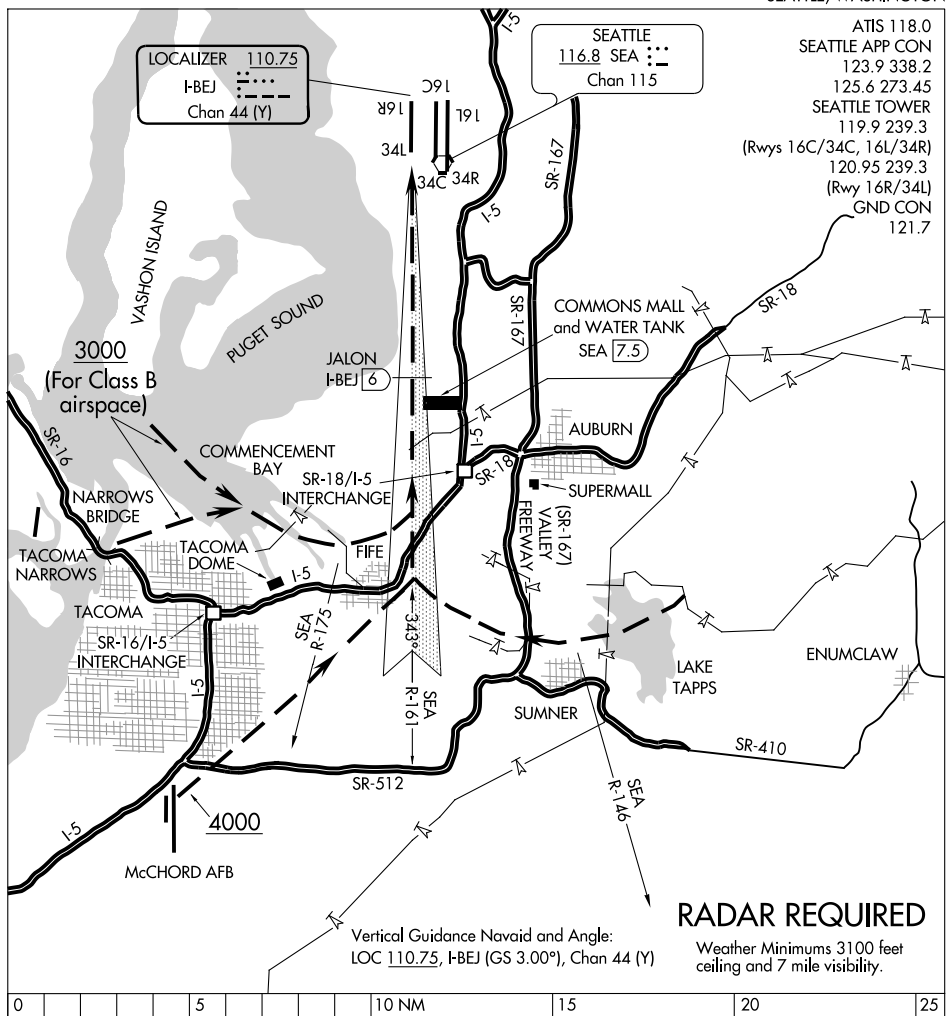 SEATTLE, WASHINGTON
ATIS 118.0
SEATTLE APP CON
123.9 338.2
125.6 273.45
SEATTLE TOWER
119.9 239.3
(Rwys 16C/34C, 16L/34R)
120.95 239.3
(Rwy 16R/34L)
GND CON
121.7
LOCALIZER 110.75
I-BEJ
Chan 44 (Y)
SEATTLE
116.8 SEA
Chan 115
I-5
16R
16C
16L
34L
34C
34R
SR-167
I-5
VASHON ISLAND
PUGET SOUND
SR-18
SR-167
COMMONS MALL
and WATER TANK
SEA 7.5
JALON
I-BEJ 6
3000
(For Class B
airspace)
SR-16
COMMENCEMENT
BAY
I-5
AUBURN
SR-18/I-5
INTERCHANGE
SR-18
SUPERMALL
NARROWS
BRIDGE
(SR-167)
VALLEY
FREEWAY
TACOMA
NARROWS
TACOMA
DOME
FIFE
I-5
TACOMA
SEA
R-175
343°
SR-16/I-5
INTERCHANGE
LAKE
TAPPS
ENUMCLAW
I-5
SEA
R-161
SUMNER
SR-410
SR-512
SEA
R-146
I-5
4000
McCHORD AFB
RADAR REQUIRED
Weather Minimums 3100 feet
ceiling and 7 mile visibility.
Vertical Guidance Navaid and Angle:
LOC 110.75, I-BEJ (GS 3.00°), Chan 44 (Y)
0 5 10 NM 15 20 25